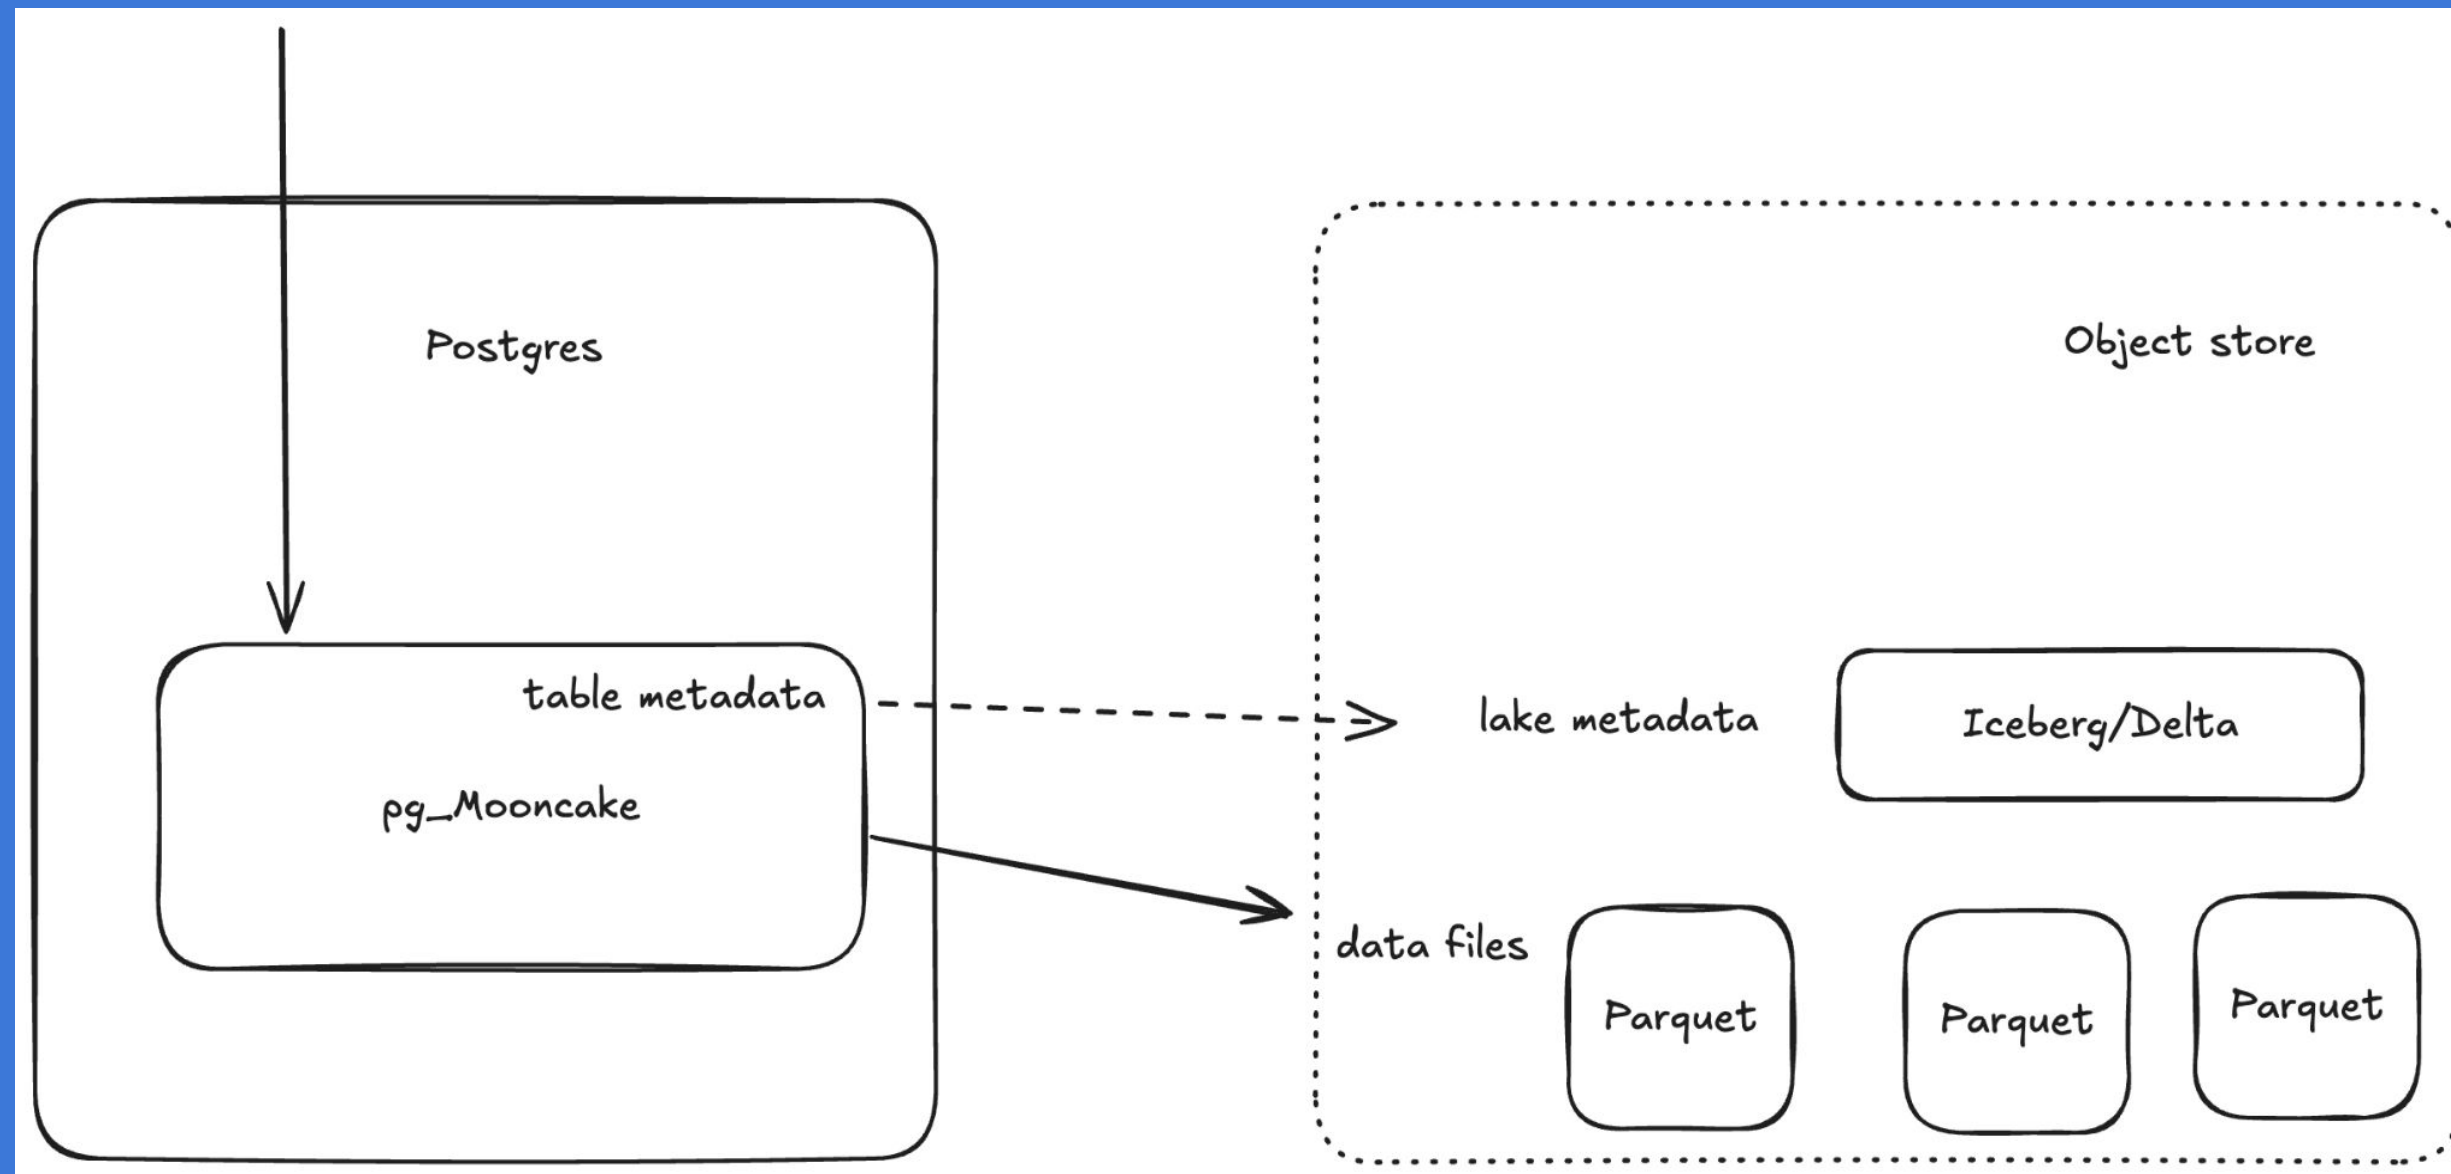 Postgres
Object store
table metadata
lake metadata
Iceberg/Delta
pg_Mooncake
data files
Parquet
Parquet
Parquet